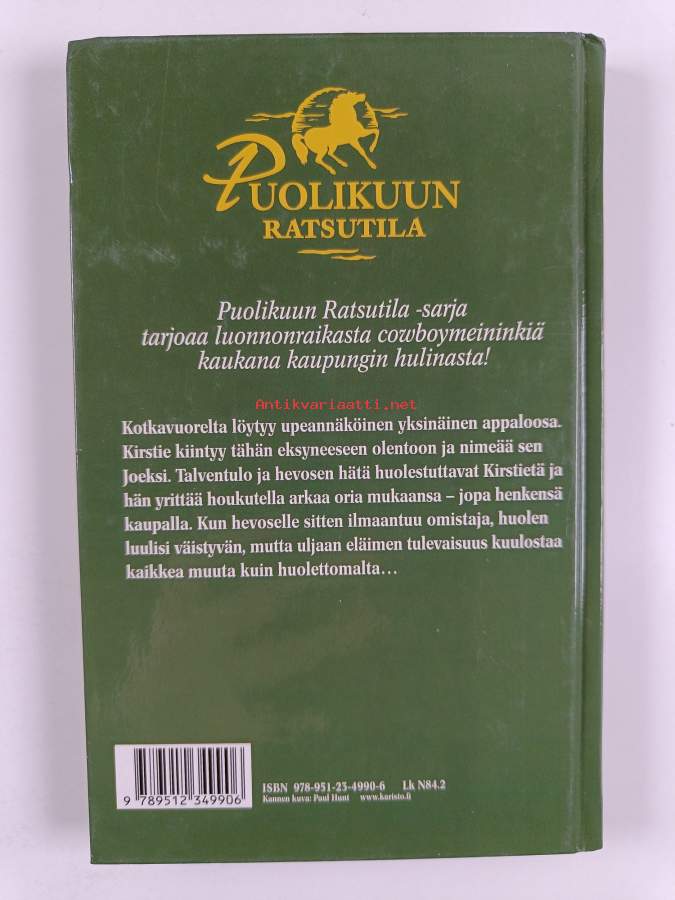 PUOLIKUUN
RATSUTILA
Puolikuun Ratsutila -sarja
tarjoaa luonnonraikasta cowboymeininkiä
kaukana kaupungin hulinasta!
Antikvariaatti.net
Kotkavuorelta löytyy upeannäköinen yksinäinen appaloosa.
Kirstie kiintyy tähän eksyneeseen olentoon ja nimeää sen
Joeksi. Talventulo ja hevosen hätä huolestuttavat Kirstietä ja
hän yrittää houkutella arkaa oria mukaansa – jopa henkensä
kaupalla. Kun hevoselle sitten ilmaantuu omistaja, huolen
luulisi väistyvän, mutta uljaan eläimen tulevaisuus kuulostaa
kaikkea muuta kuin huolettomalta…
ISBN 978-951-23-4990-6 Lk N84.2
Kannen kuva: Paul Hunt www.karisto.fi
9 789512 349906